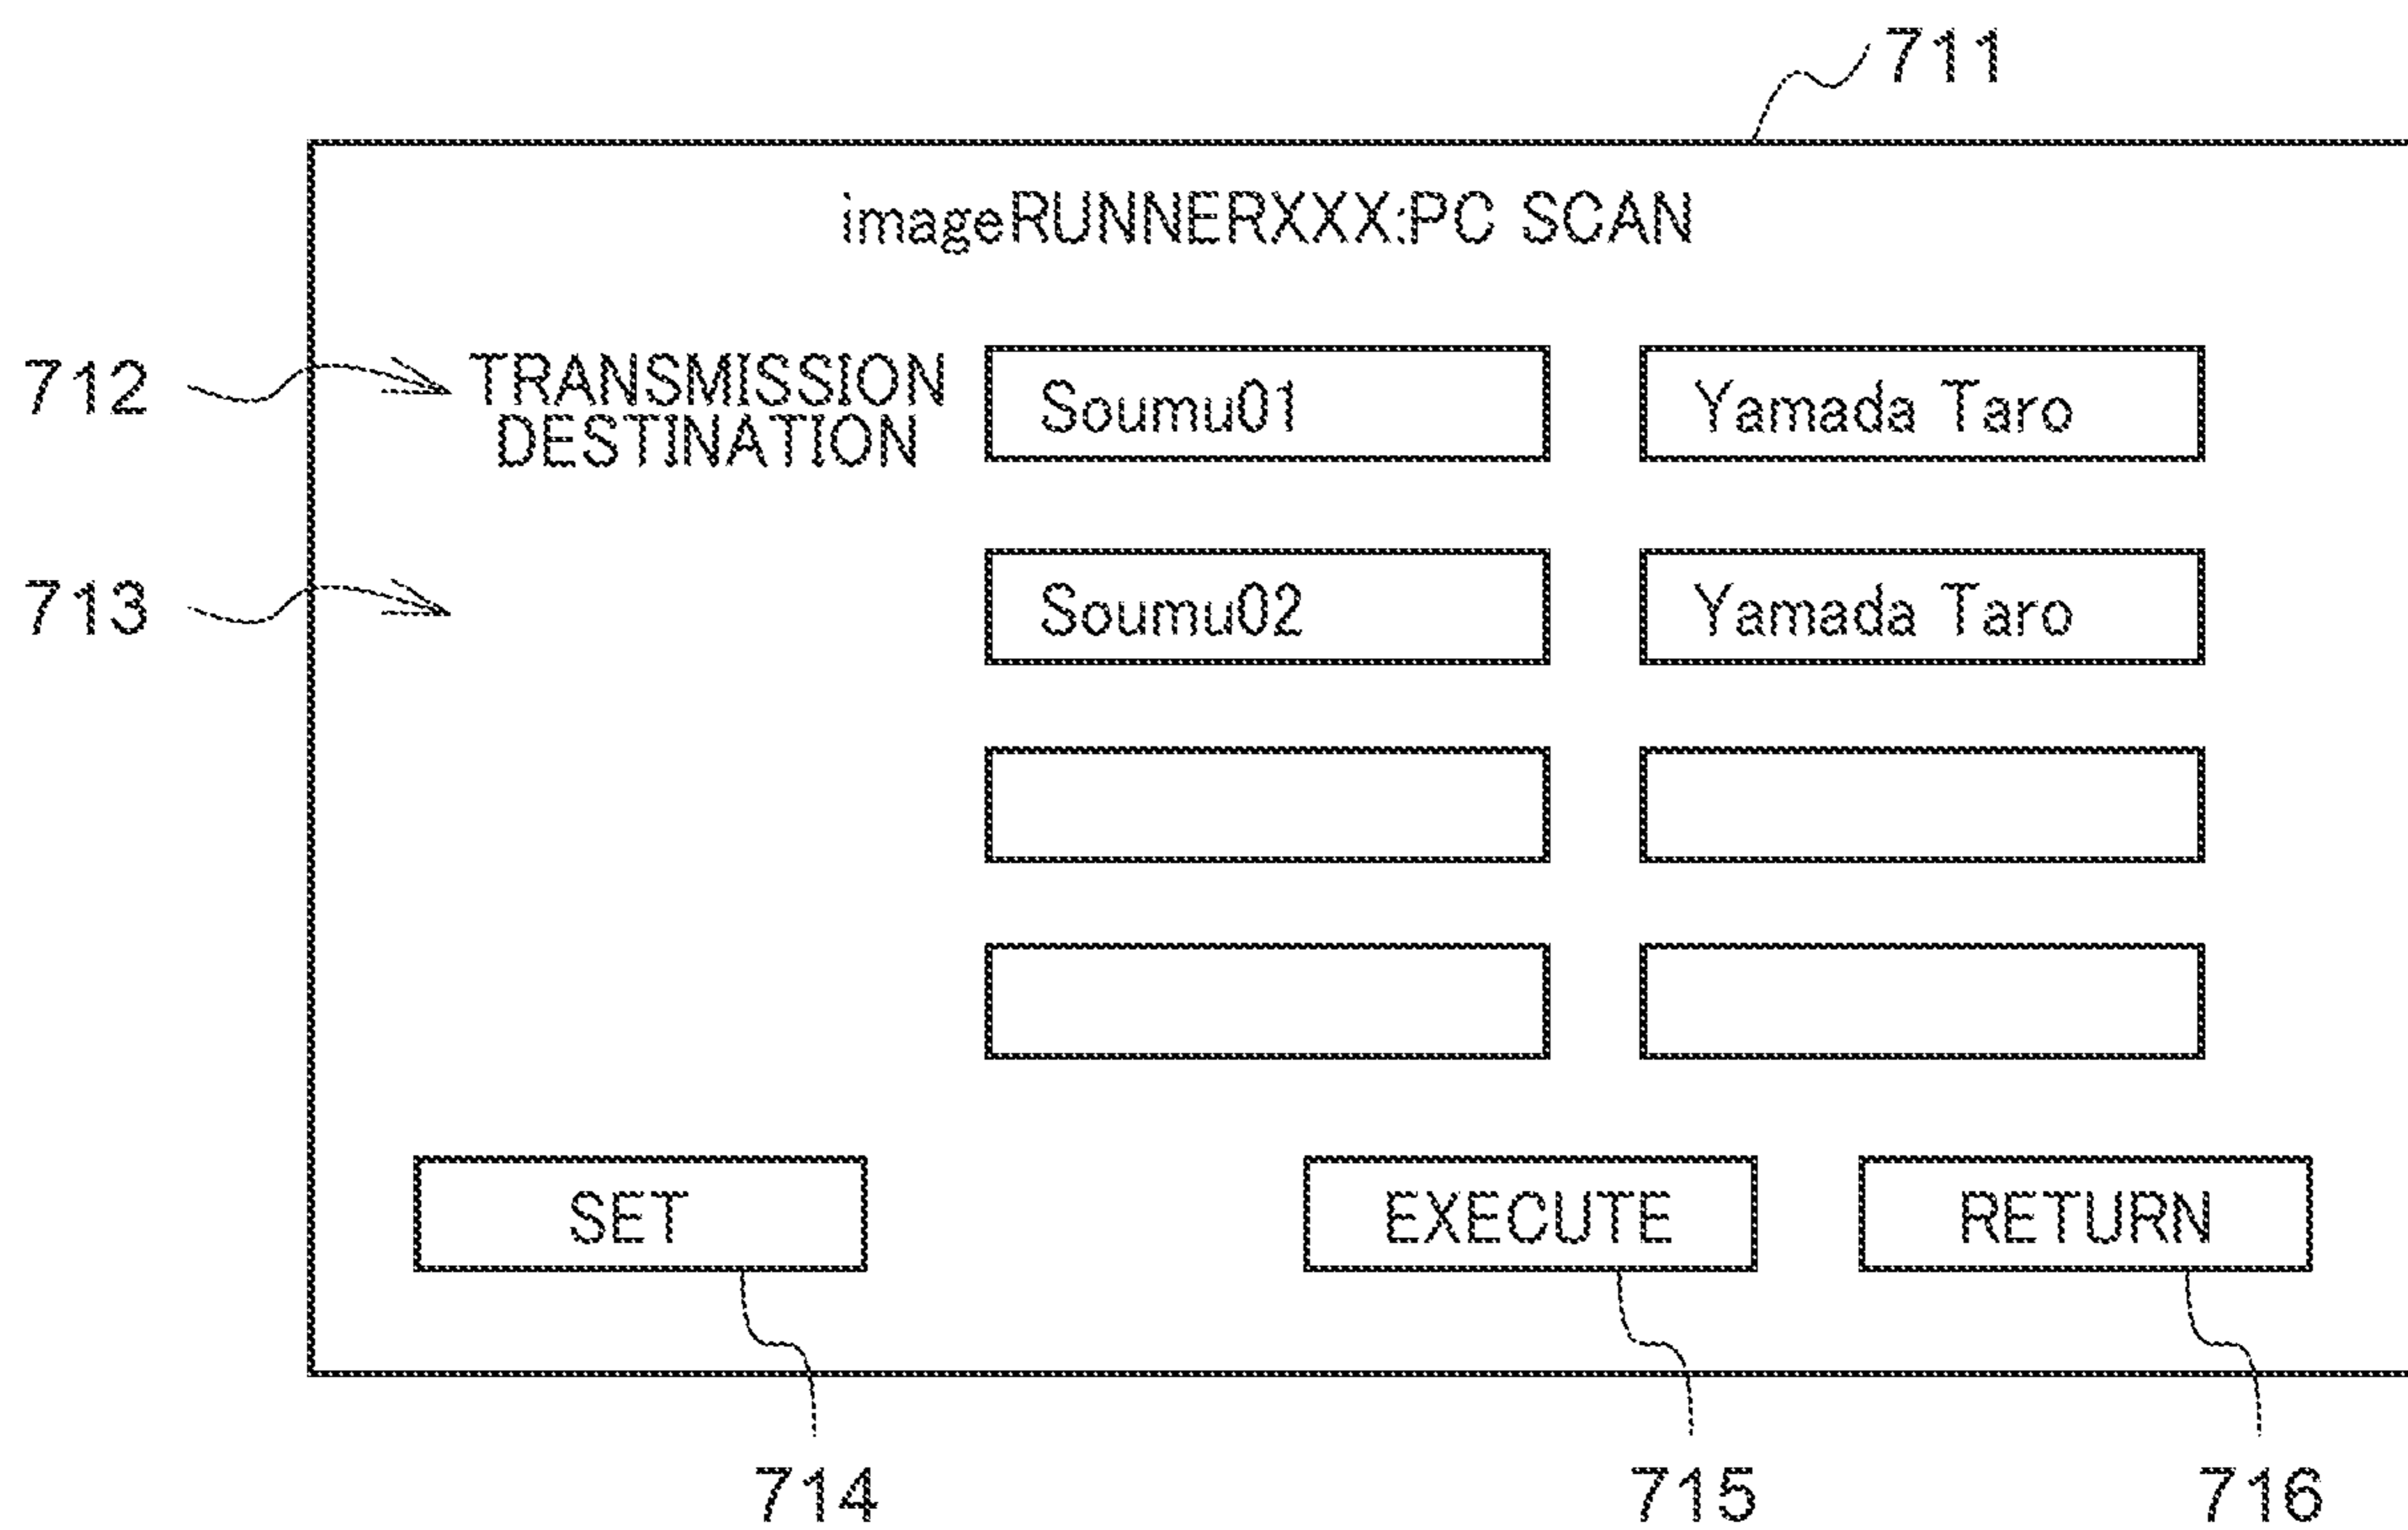 711
imageRUNNERXXX:PC SCAN
712
TRANSMISSION
DESTINATION
Soumu01
Yamada Taro
713
Soumu02
Yamada Taro
SET
EXECUTE
RETURN
714
715
716